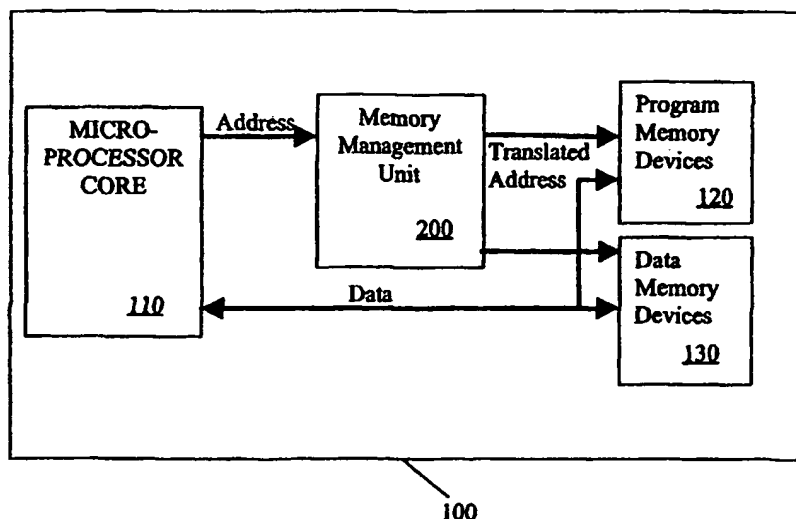 MICRO-
PROCESSOR
CORE
110
Address
Memory
Management
Unit
200
Translated
Address
Program
Memory
Devices
120
Data
Data
Memory
Devices
130
100